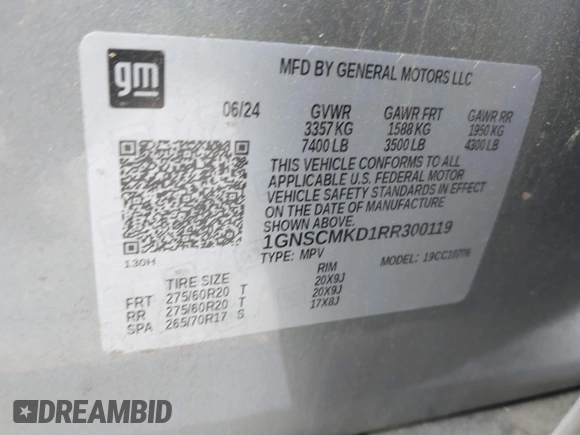 gm
MFD BY GENERAL MOTORS LLC
06/24 GVWR GAWR FRT GAWR RR
3357 KG 1588 KG 1950 KG
7400 LB 3500 LB 4300 LB
THIS VEHICLE CONFORMS TO ALL
APPLICABLE U.S. FEDERAL MOTOR
VEHICLE SAFETY STANDARDS IN EFFECT
ON THE DATE OF MANUFACTURE
SHOWN ABOVE.
1GNSCMKD1RR300119
TYPE: MPV MODEL: 19CC10706
130H
TIRE SIZE RIM
FRT 275/60R20 T 20X9J
RR 275/60R20 T 20X9J
SPA 265/70R17 S 17X8J
DREAMBID
DREAMBID.COM